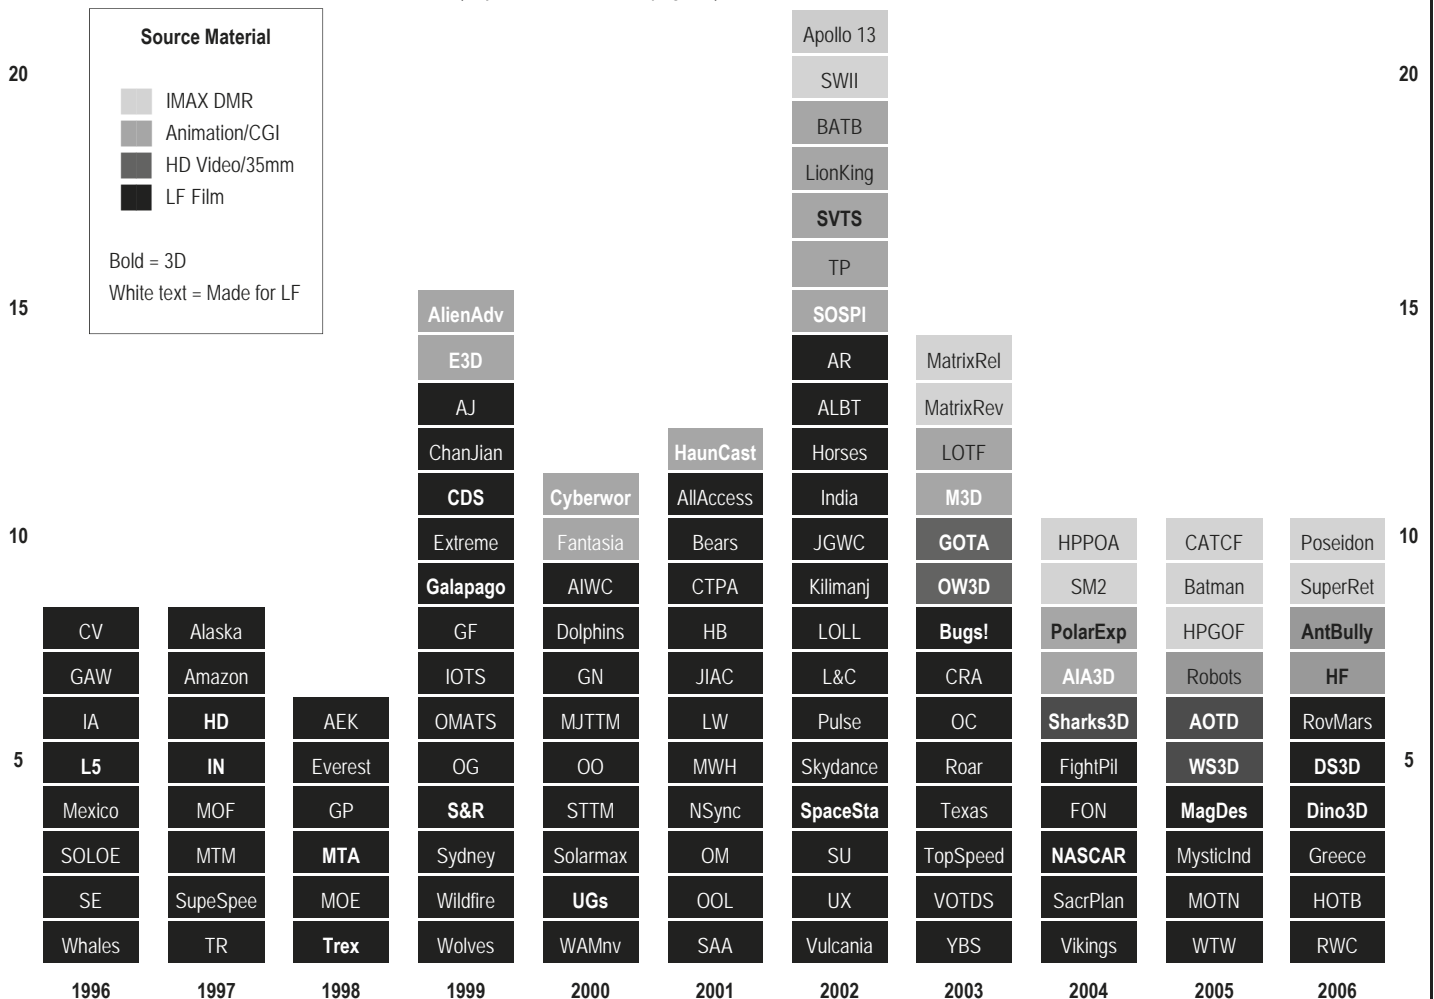 Source Material
IMAX DMR
Animation/CGI
HD Video/35mm
LF Film
Bold = 3D
White text = Made for LF
Apollo 13
20 SWII 20
BATB
LionKing
SVTS
TP
15 AlienAdv SOSPI 15
E3D AR MatrixRel
AJ ALBT MatrixRev
ChanJian HaunCast Horses LOTF
CDS Cyberwor AllAccess India M3D
10 Extreme Fantasia Bears JGWC GOTA HPPOA CATCF Poseidon 10
Galapago AIWC CTPA Kilimanj OW3D SM2 Batman SuperRet
CV Alaska GF Dolphins HB LOLL Bugs! PolarExp HPGOF AntBully
GAW Amazon IOTS GN JIAC L&C CRA AIA3D Robots HF
IA HD AEK OMATS MJTTM LW Pulse OC Sharks3D AOTD RovMars
5 L5 IN Everest OG OO MWH Skydance Roar FightPil WS3D DS3D 5
Mexico MOF GP S&R STTM NSync SpaceSta Texas FON MagDes Dino3D
SOLOE MTM MTA Sydney Solarmax OM SU TopSpeed NASCAR MysticInd Greece
SE SupeSpee MOE Wildfire UGs OOL UX VOTDS SacrPlan MOTN HOTB
Whales TR Trex Wolves WAMnv SAA Vulcania YBS Vikings WTW RWC
1996 1997 1998 1999 2000 2001 2002 2003 2004 2005 2006